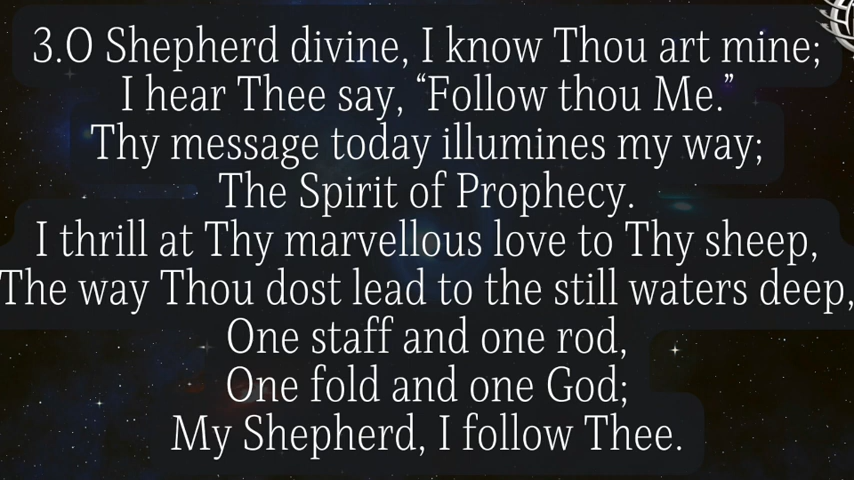 3.O Shepherd divine, I know Thou art mine;
I hear Thee say, “Follow thou Me.”
Thy message today illumines my way;
The Spirit of Prophecy.
I thrill at Thy marvellous love to Thy sheep,
The way Thou dost lead to the still waters deep,
One staff and one rod,
One fold and one God;
My Shepherd, I follow Thee.